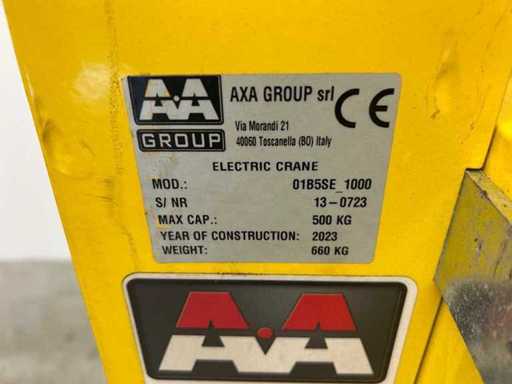 A·A
GROUP
AXA GROUP srl CE
Via Morandi 21
40060 Toscanella (BO) Italy
ELECTRIC CRANE
MOD.: 01B5SE_1000
S/ NR 13-0723
MAX CAP.: 500 KG
YEAR OF CONSTRUCTION: 2023
WEIGHT: 660 KG
A·A